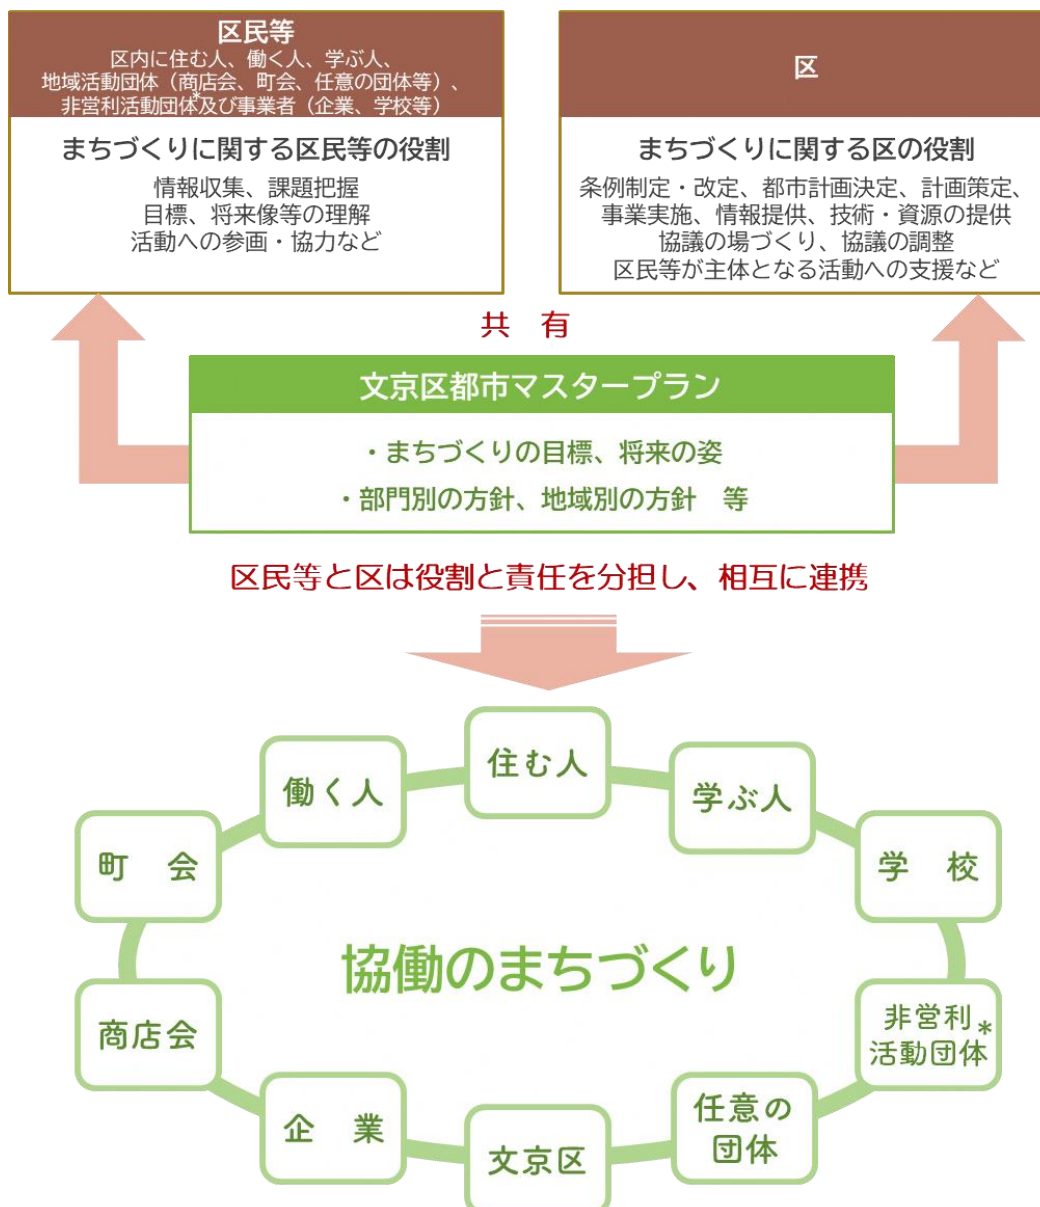 区民等
区内に住む人、働く人、学ぶ人、
地域活動団体（商店会、町会、任意の団体等）、
非営利活動団体*及び事業者（企業、学校等）
まちづくりに関する区民等の役割
情報収集、課題把握
目標、将来像等の理解
活動への参画・協力など
区
まちづくりに関する区の役割
条例制定・改定、都市計画決定、計画策定、
事業実施、情報提供、技術・資源の提供
協議の場づくり、協議の調整
区民等が主体となる活動への支援など
共　有
文京区都市マスタープラン
・まちづくりの目標、将来の姿
・部門別の方針、地域別の方針　等
区民等と区は役割と責任を分担し、相互に連携
住む人
働く人
学ぶ人
町　会
学　校
協働のまちづくり
商店会
非営利*
活動団体
企　業
任意の
団体
文京区